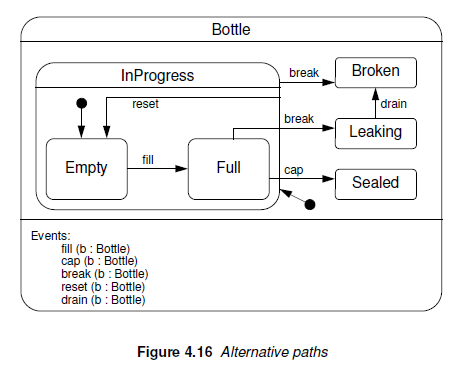 Bottle
InProgress
break
Broken
reset
drain
break
Leaking
Empty
fill
Full
cap
Sealed
Events:
fill (b : Bottle)
cap (b : Bottle)
break (b : Bottle)
reset (b : Bottle)
drain (b : Bottle)
Figure 4.16 Alternative paths